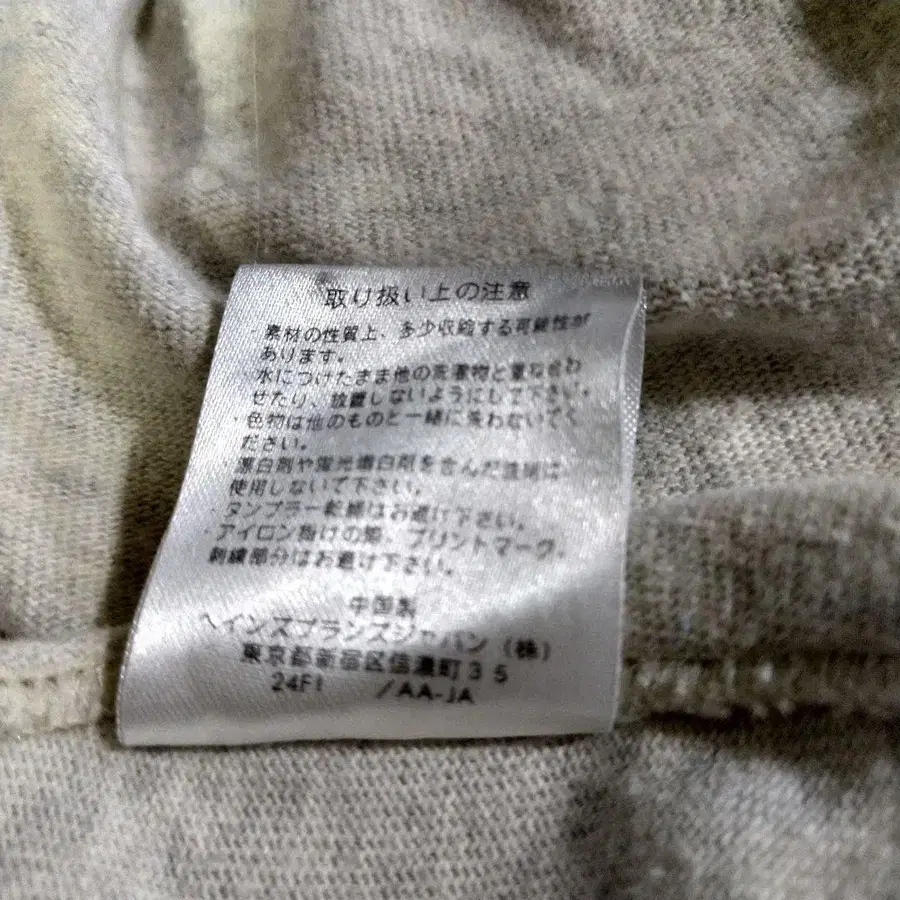 取り扱い上の注意
・素材の性質上、多少収縮する可能性が
あります。
・水につけたまま他の洗濯物と重ね合わ
せたり、放置しないようにして下さい。
・色物は他のものと一緒に洗わないでく
ださい。
・漂白剤や蛍光増白剤を含んだ洗剤は
使用しないで下さい。
・タンブラー乾燥はお避け下さい。
・アイロン掛けの際、プリントマーク、
刺繍部分はお避け下さい。
中国製
ヘインズブランズジャパン(株)
東京都新宿区信濃町35
24F1 /AA-JA